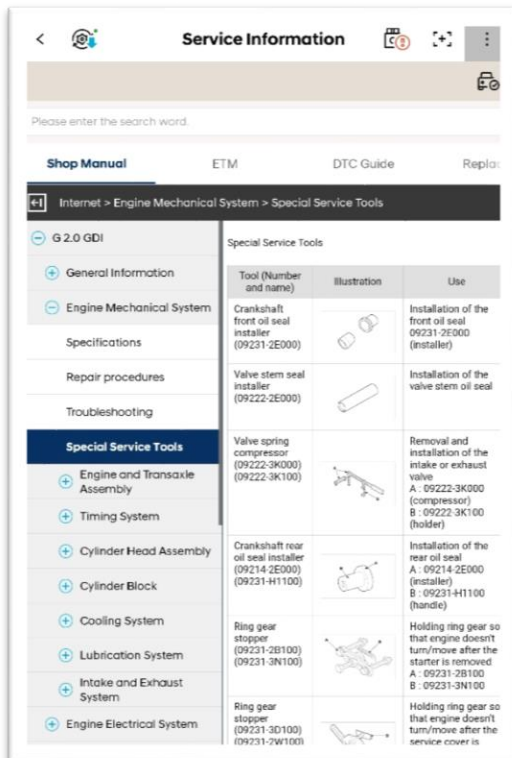 Service Information
Please enter the search word.
Shop Manual
ETM
DTC Guide
Internet > Engine Mechanical System > Special Service Tools
G 2.0 GDI
General Information
Engine Mechanical System
Specifications
Repair procedures
Troubleshooting
Special Service Tools
Engine and Transaxle
Assembly
Timing System
Cylinder Head Assembly
Cylinder Block
Cooling System
Lubrication System
Intake and Exhaust
System
Engine Electrical System
Special Service Tools
Tool (Number
and name)
Illustration
Use
Crankshaft
front oil seal
installer
(09231-2E000)
Installation of the
front oil seal
09231-2E000
(installer)
Valve stem seal
installer
(09222-2E000)
Installation of the
valve stem oil seal
Valve spring
compressor
(09222-3K000)
(09222-3K100)
Removal and
installation of the
intake or exhaust
valve
A : 09222-3K000
(compressor)
B : 09222-3K100
(holder)
Crankshaft rear
oil seal installer
(09214-2E000)
(09231-H1100)
Installation of the
rear oil seal
A : 09214-2E000
(installer)
B : 09231-H1100
(handle)
Ring gear
stopper
(09231-2B100)
(09231-3N100)
Holding ring gear so
that engine doesn't
turn/move after the
starter is removed
A : 09231-2B100
B : 09231-3N100
Ring gear
stopper
(09231-3D100)
(09231-2W100)
Holding ring gear so
that engine doesn't
turn/move after the
service cover is